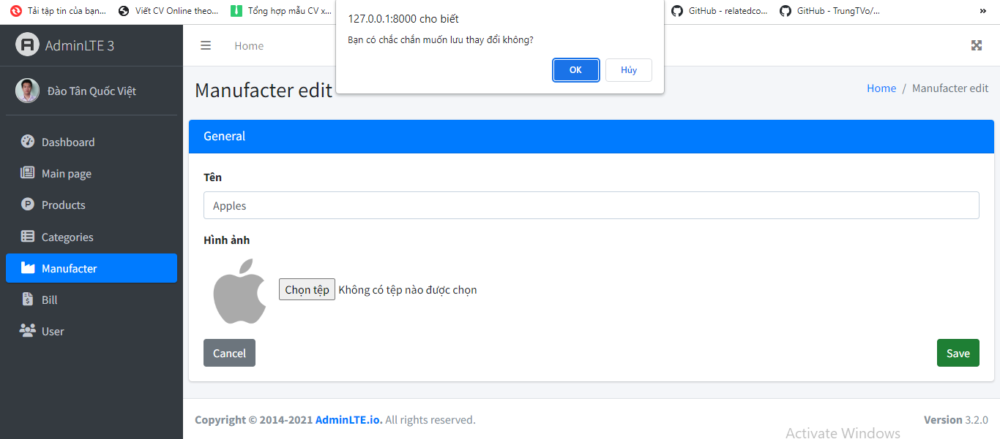 Tải tập tin của bạn...
Viết CV Online theo...
Tổng hợp mẫu CV x...
GitHub - relatedco...
GitHub - TrungTVo/...
»
127.0.0.1:8000 cho biết
Bạn có chắc chắn muốn lưu thay đổi không?
OK
Hủy
AdminLTE 3
Home
Đào Tân Quốc Việt
Manufacter edit
Home / Manufacter edit
Dashboard
Main page
Products
Categories
Manufacter
Bill
User
General
Tên
Apples
Hình ảnh
Chọn tệp Không có tệp nào được chọn
Cancel
Save
Copyright © 2014-2021 AdminLTE.io. All rights reserved.
Version 3.2.0
Activate Windows